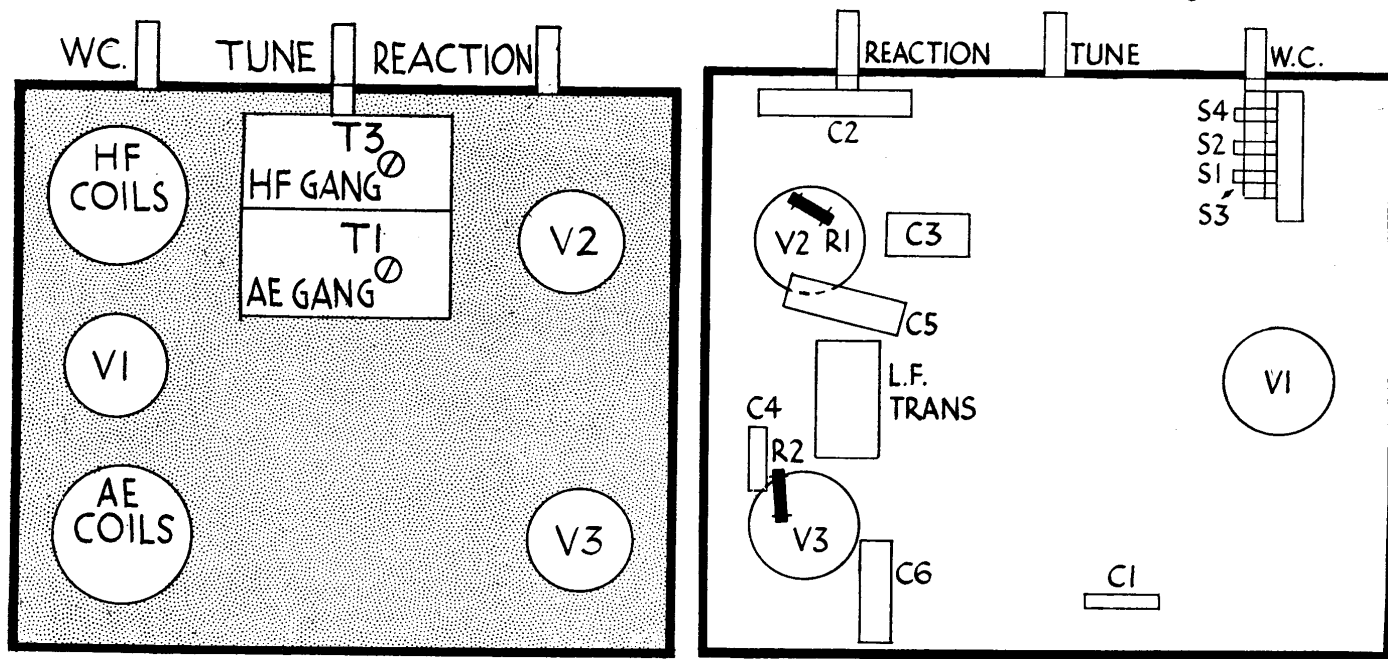 WC. TUNE REACTION
HF
COILS
T3
HF GANG
T1
AE GANG
V2
V1
AE
COILS
V3
REACTION TUNE W.C.
C2
S4
S2
S1
S3
V2 R1
C3
C5
L.F.
TRANS
V1
C4
R2
V3
C6
C1